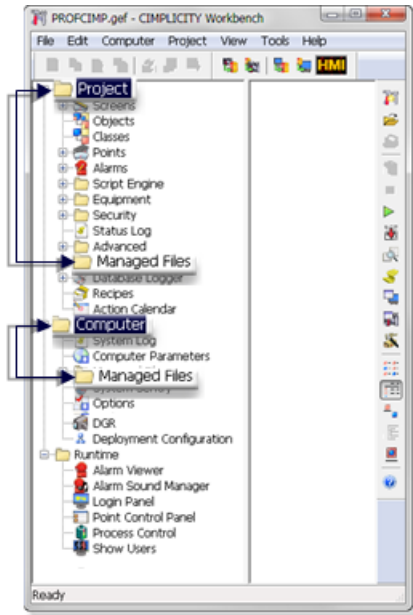 PROFCIMP.gef - CIMPLICITY Workbench
File Edit Computer Project View Tools Help
HMI
Project
Screens
Objects
Classes
Points
Alarms
Script Engine
Equipment
Security
Status Log
Advanced
Managed Files
Database Logger
Recipes
Action Calendar
Computer
System Log
Computer Parameters
Managed Files
System Sentry
Options
DGR
Deployment Configuration
Runtime
Alarm Viewer
Alarm Sound Manager
Login Panel
Point Control Panel
Process Control
Show Users
Ready